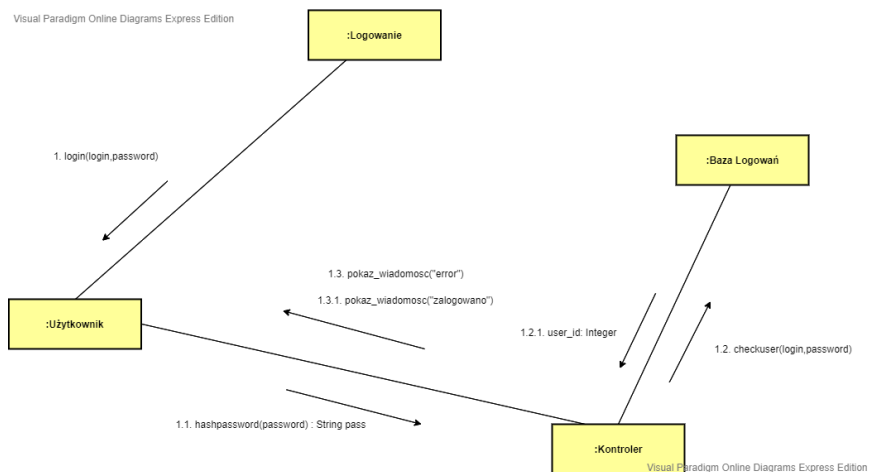 Visual Paradigm Online Diagrams Express Edition
:Logowanie
1. login(login,password)
:Baza Logowań
1.3. pokaz_wiadomosc("error")
1.3.1. pokaz_wiadomosc("zalogowano")
:Użytkownik
1.2.1. user_id: Integer
1.2. checkuser(login,password)
1.1. hashpassword(password) : String pass
:Kontroler
Visual Paradigm Online Diagrams Express Edition